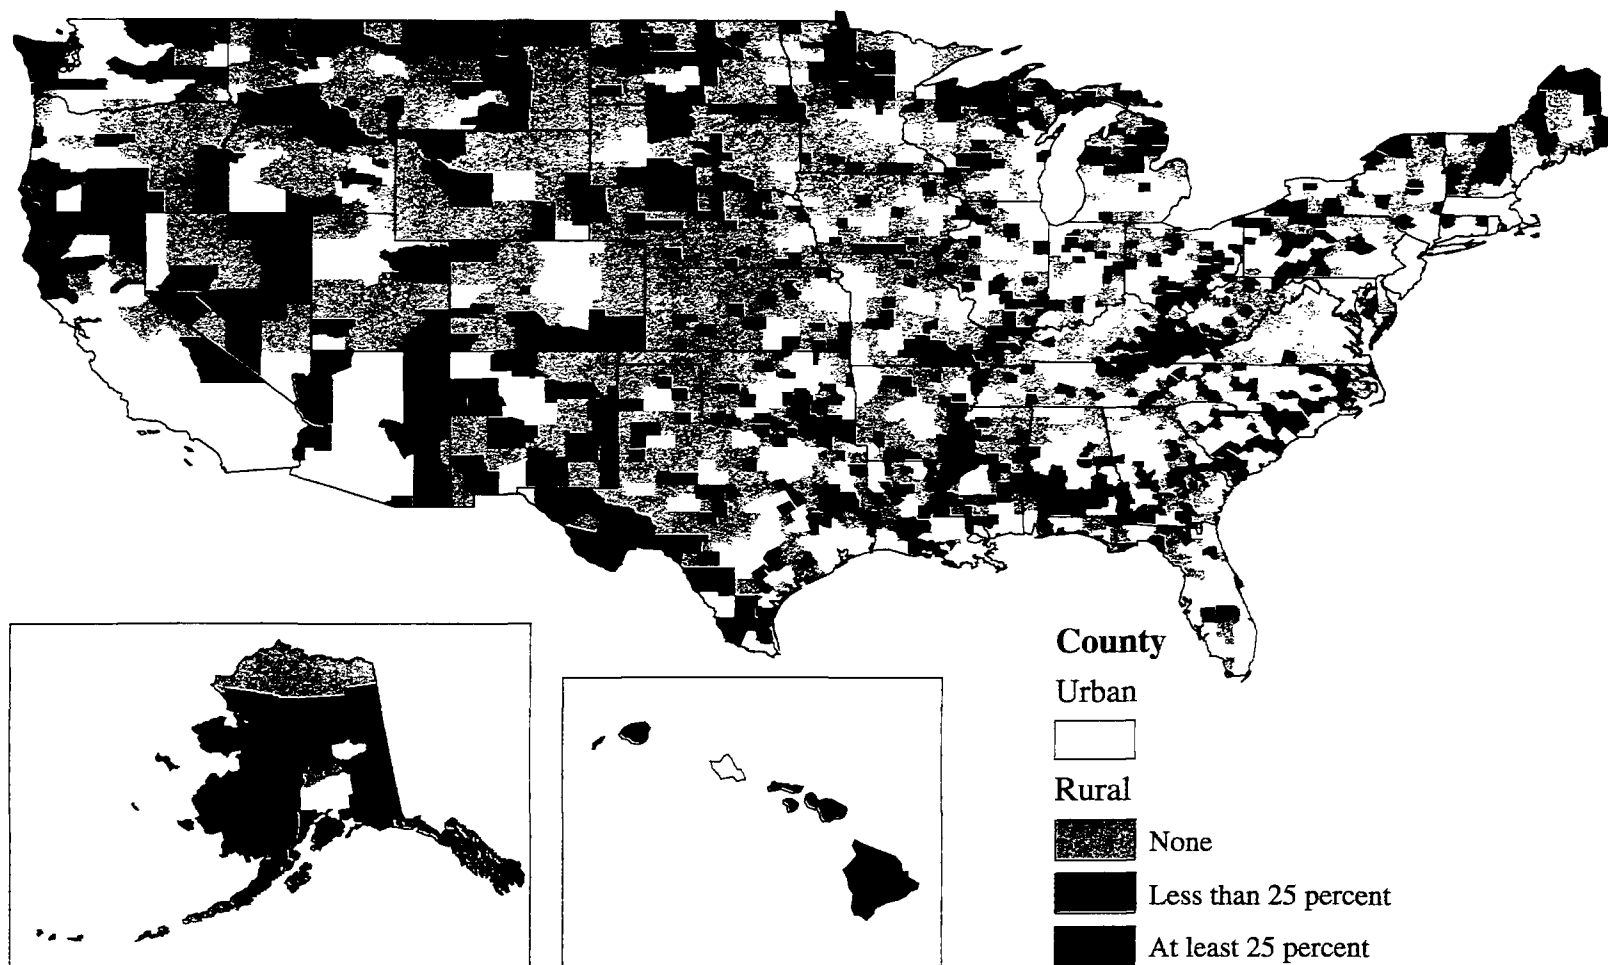 County
Urban
Rural
None
Less than 25 percent
At least 25 percent